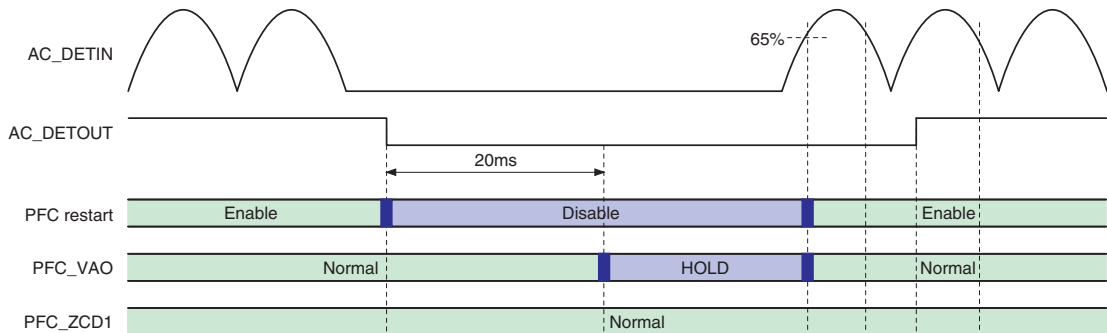 AC_DETIN
65%
AC_DETOUT
20ms
PFC restart Enable Disable Enable
PFC_VAO Normal HOLD Normal
PFC_ZCD1 Normal